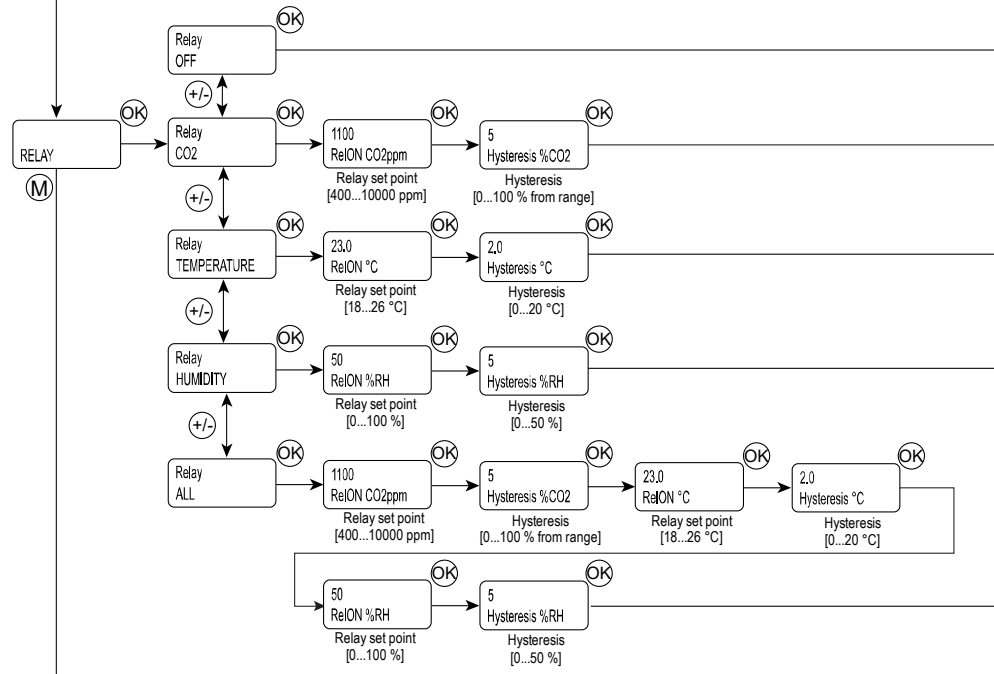 OK
Relay
OFF
+/-
OK
OK
OK
OK
RELAY
Relay
CO2
1100
RelON CO2ppm
5
Hysteresis %CO2
M
Relay set point
[400...10000 ppm]
Hysteresis
[0...100 % from range]
+/-
OK
OK
OK
Relay
TEMPERATURE
23.0
RelON °C
2.0
Hysteresis °C
Relay set point
[18...26 °C]
Hysteresis
[0...20 °C]
+/-
OK
OK
OK
Relay
HUMIDITY
50
RelON %RH
5
Hysteresis %RH
Relay set point
[0...100 %]
Hysteresis
[0...50 %]
+/-
OK
OK
OK
OK
OK
Relay
ALL
1100
RelON CO2ppm
5
Hysteresis %CO2
23.0
RelON °C
2.0
Hysteresis °C
Relay set point
[400...10000 ppm]
Hysteresis
[0...100 % from range]
Relay set point
[18...26 °C]
Hysteresis
[0...20 °C]
OK
OK
50
RelON %RH
5
Hysteresis %RH
Relay set point
[0...100 %]
Hysteresis
[0...50 %]